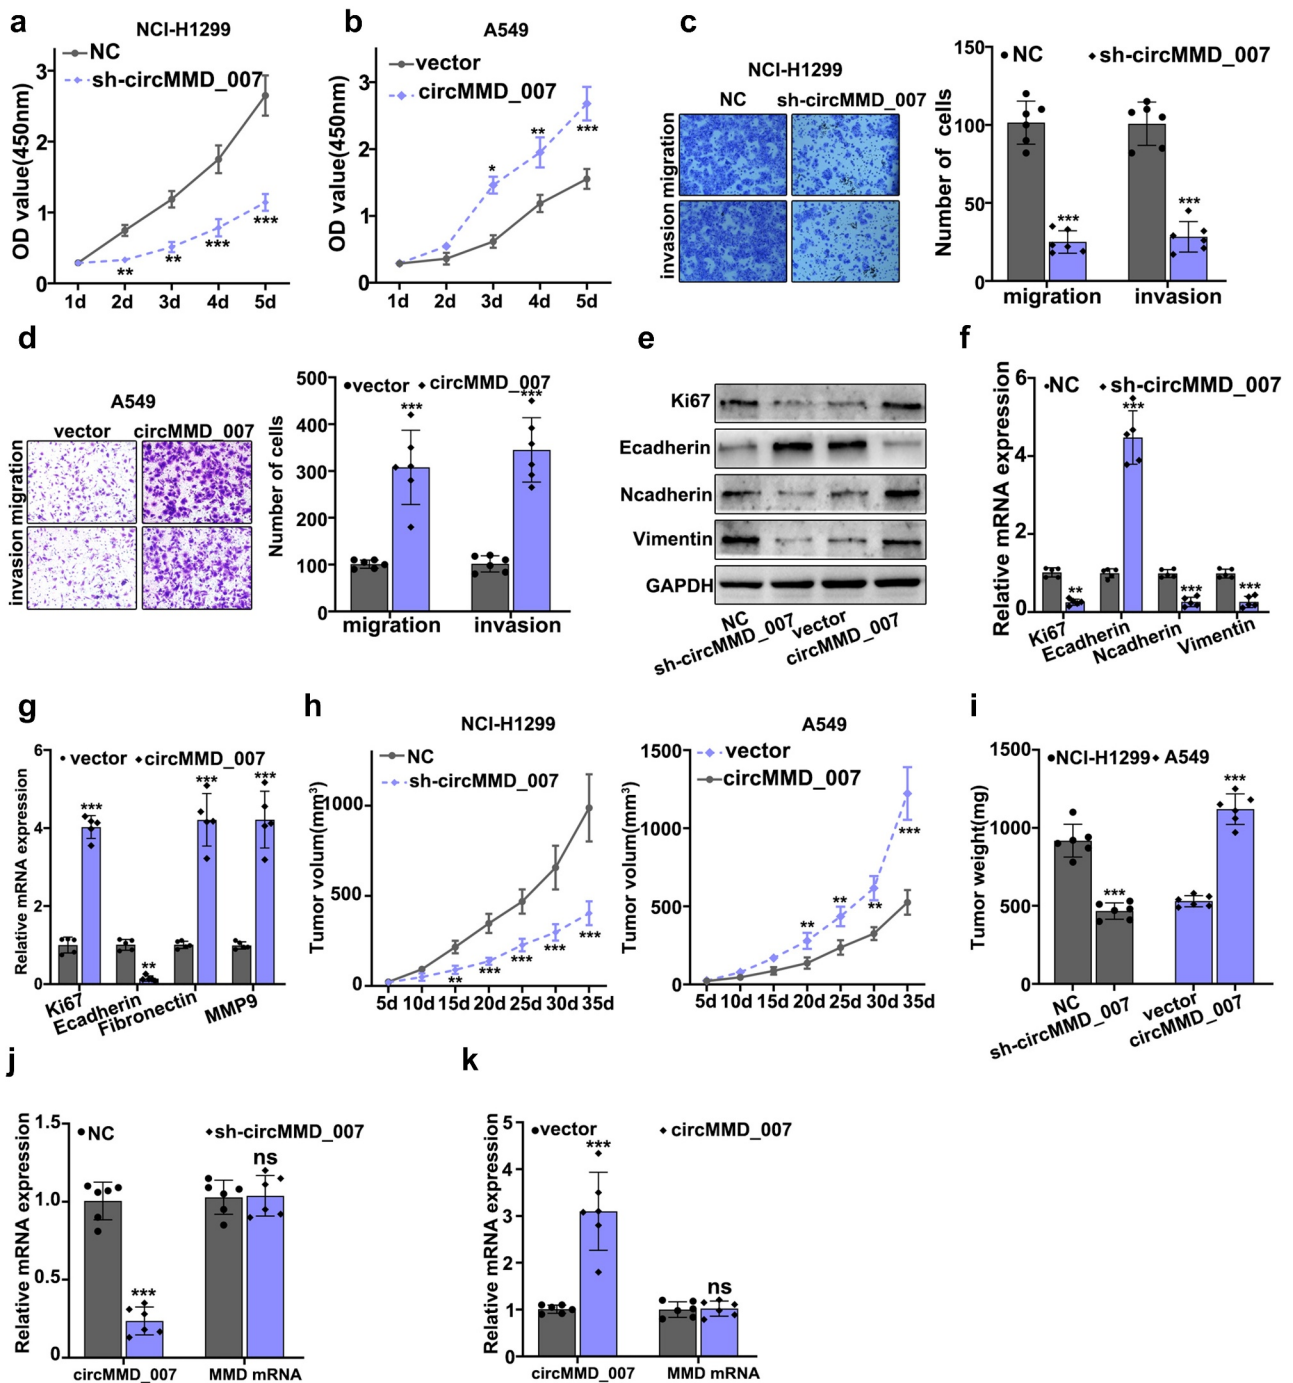 a
NCI-H1299
NC
sh-circMMD_007
OD value(450nm)
3
2
1
0
1d 2d 3d 4d 5d
** ** *** ***
b
A549
vector
circMMD_007
OD value(450nm)
3
2
1
0
1d 2d 3d 4d 5d
* ** ***
c
NCI-H1299
NC sh-circMMD_007
invasion migration
Number of cells
150
100
50
0
NC sh-circMMD_007
*** ***
migration invasion
d
A549
vector circMMD_007
invasion migration
Number of cells
500
400
300
200
100
0
vector circMMD_007
*** ***
migration invasion
e
Ki67
Ecadherin
Ncadherin
Vimentin
GAPDH
NC
sh-circMMD_007
vector
circMMD_007
f
Relative mRNA expression
6
4
2
0
NC sh-circMMD_007
** *** *** ***
Ki67
Ecadherin
Ncadherin
Vimentin
g
Relative mRNA expression
6
4
2
0
vector circMMD_007
*** ** *** ***
Ki67
Ecadherin
Fibronectin
MMP9
h
NCI-H1299
NC
sh-circMMD_007
Tumor volum(mm³)
1000
500
0
5d 10d 15d 20d 25d 30d 35d
** *** *** *** ***
A549
vector
circMMD_007
Tumor volum(mm³)
1500
1000
500
0
5d 10d 15d 20d 25d 30d 35d
** ** ** ***
i
Tumor weight(mg)
1500
1000
500
0
NCI-H1299 A549
*** ***
NC
sh-circMMD_007
vector
circMMD_007
j
Relative mRNA expression
1.5
1.0
0.5
0
NC sh-circMMD_007
*** ns
circMMD_007 MMD mRNA
k
Relative mRNA expression
5
4
3
2
1
0
vector circMMD_007
*** ns
circMMD_007 MMD mRNA